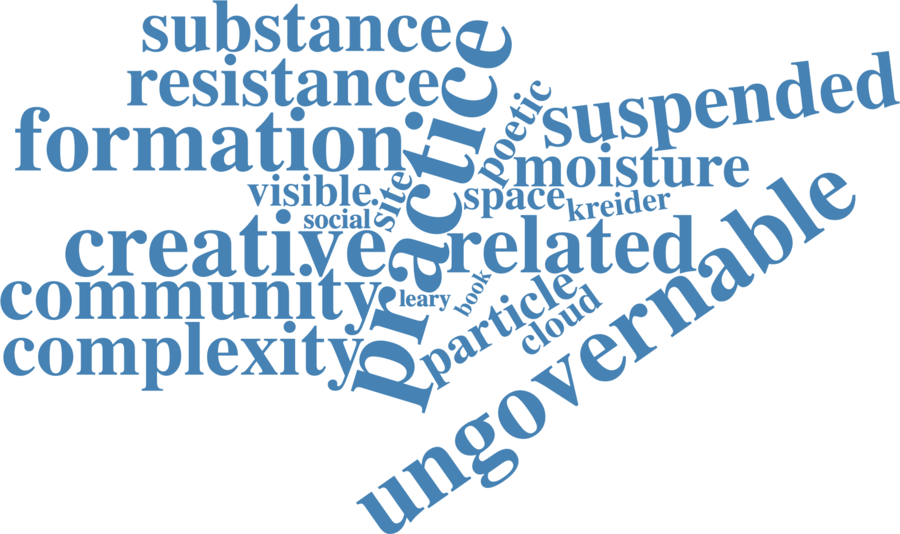 substance
practice
resistance
suspended
poetic
formation
moisture
visible
site
space
kreider
social
ungovernable
creative
related
community
leary
book
particle
cloud
complexity